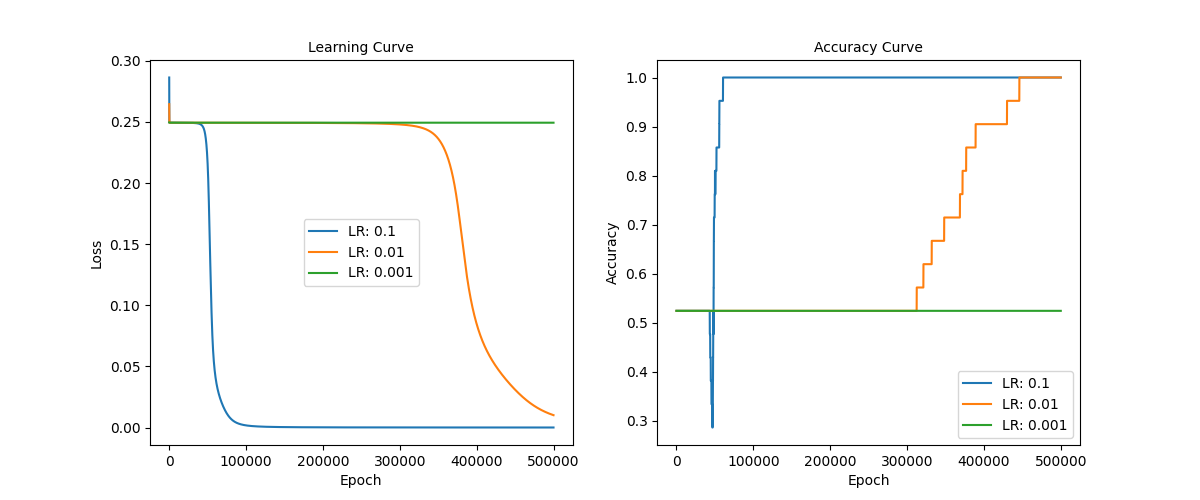 Learning Curve
0.30
0.25
0.20
0.15
0.10
0.05
0.00
Loss
LR: 0.1
LR: 0.01
LR: 0.001
0 100000 200000 300000 400000 500000
Epoch
Accuracy Curve
1.0
0.9
0.8
0.7
0.6
0.5
0.4
0.3
Accuracy
LR: 0.1
LR: 0.01
LR: 0.001
0 100000 200000 300000 400000 500000
Epoch